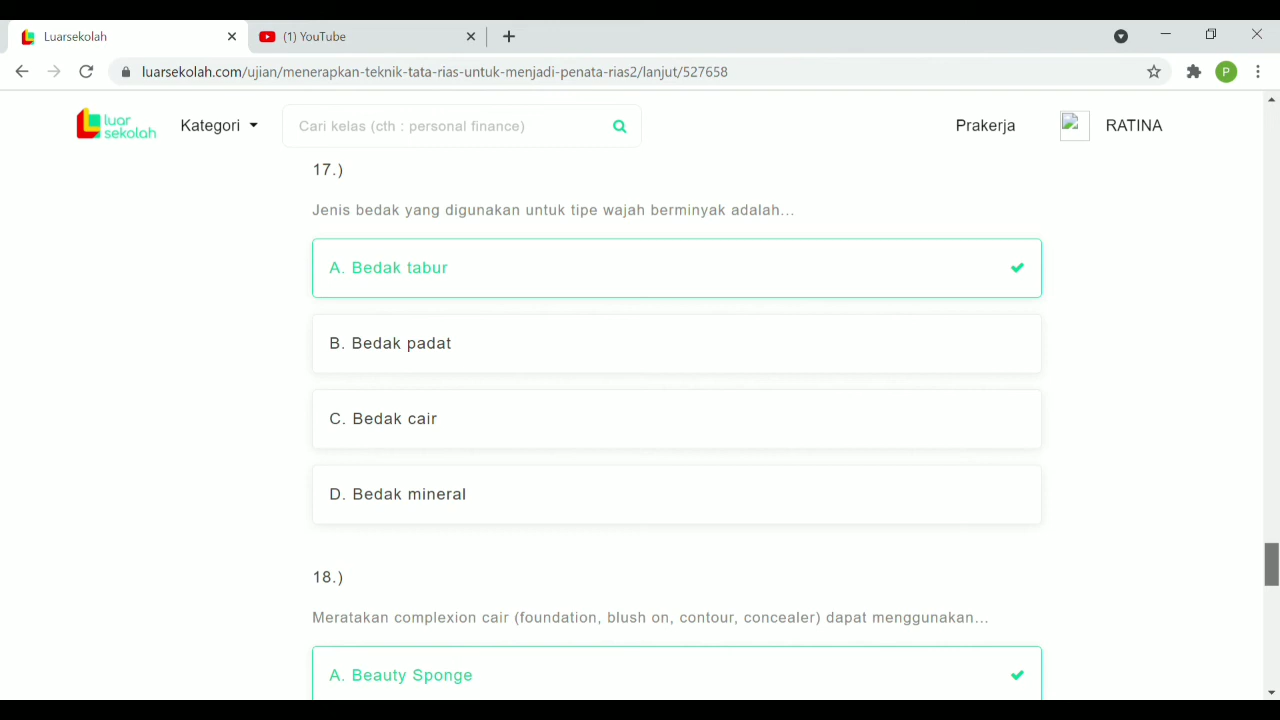 Luarsekolah
(1) YouTube
luarsekolah.com/ujian/menerapkan-teknik-tata-rias-untuk-menjadi-penata-rias2/lanjut/527658
P
luar
sekolah
Kategori
Cari kelas (cth : personal finance)
Prakerja
RATINA
17.)
Jenis bedak yang digunakan untuk tipe wajah berminyak adalah...
A. Bedak tabur
B. Bedak padat
C. Bedak cair
D. Bedak mineral
18.)
Meratakan complexion cair (foundation, blush on, contour, concealer) dapat menggunakan...
A. Beauty Sponge